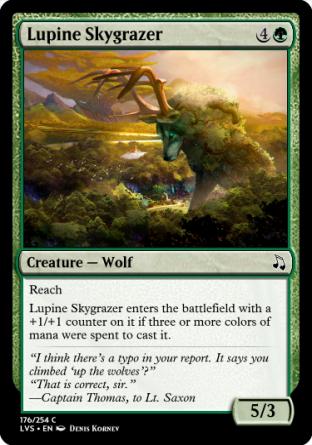 Lupine Skygrazer 4
Creature — Wolf
Reach
Lupine Skygrazer enters the battlefield with a
+1/+1 counter on it if three or more colors of
mana were spent to cast it.
“I think there’s a typo in your report. It says you
climbed ‘up the wolves’?”
“That is correct, sir.”
—Captain Thomas, to Lt. Saxon
5/3
176/254 C
LVS • EN Denis Korney